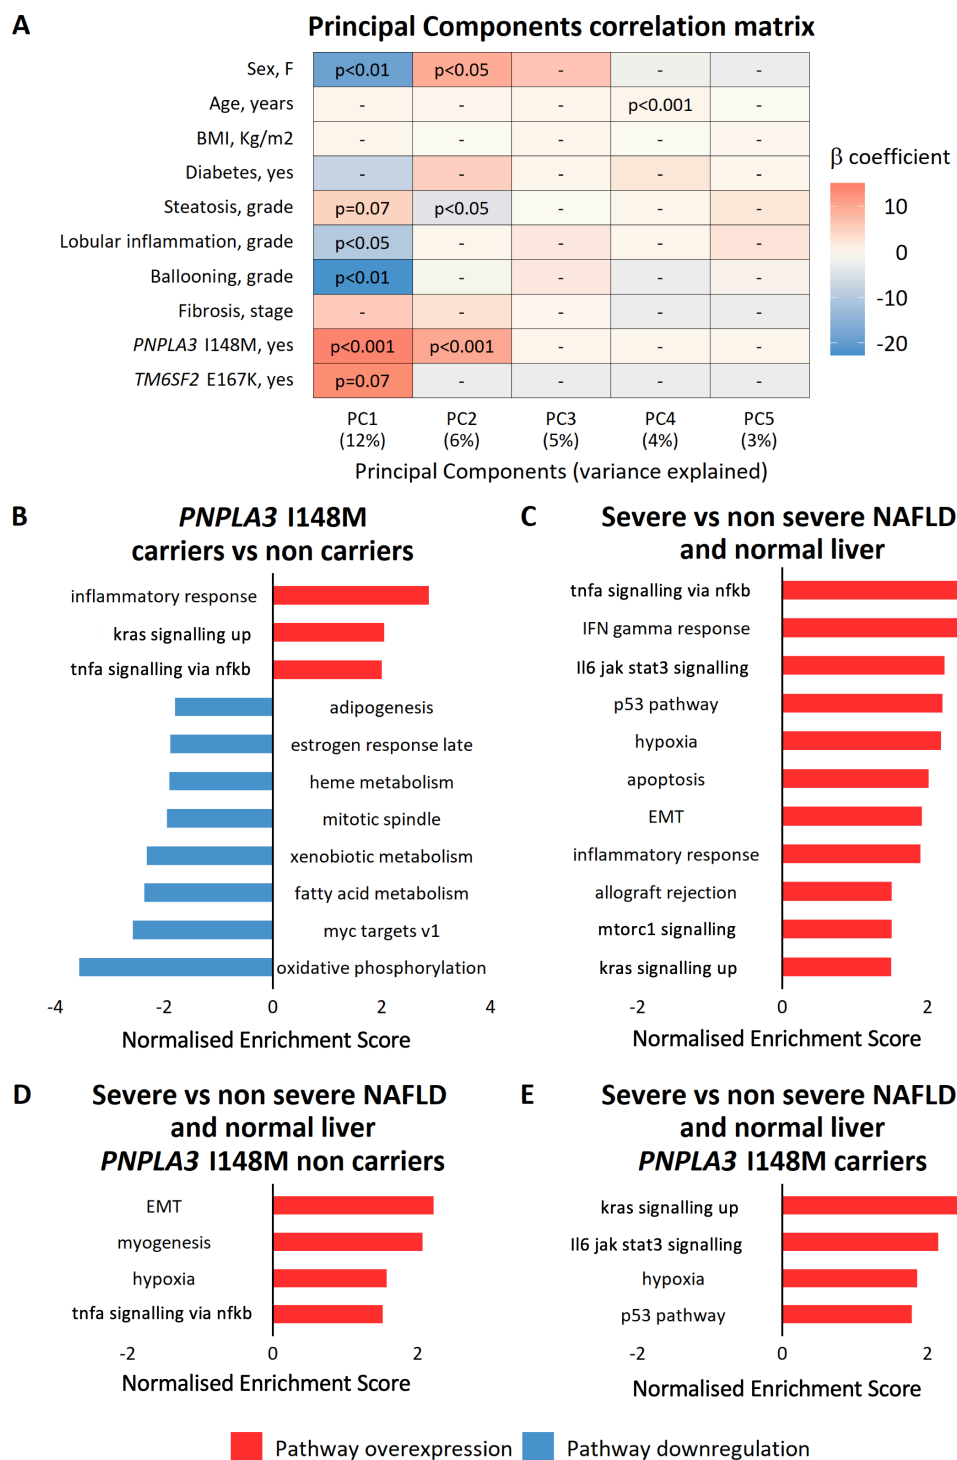 A
Principal Components correlation matrix
Sex, F p<0.01 p<0.05 - - -
Age, years - - - p<0.001 -
BMI, Kg/m2 - - - - -
Diabetes, yes - - - - -
Steatosis, grade p=0.07 p<0.05 - - -
Lobular inflammation, grade p<0.05 - - - -
Ballooning, grade p<0.01 - - - -
Fibrosis, stage - - - - -
PNPLA3 I148M, yes p<0.001 p<0.001 - - -
TM6SF2 E167K, yes p=0.07 - - - -
PC1 PC2 PC3 PC4 PC5
(12%) (6%) (5%) (4%) (3%)
Principal Components (variance explained)
β coefficient
10
0
-10
-20
B
PNPLA3 I148M
carriers vs non carriers
inflammatory response
kras signalling up
tnfa signalling via nfkb
adipogenesis
estrogen response late
heme metabolism
mitotic spindle
xenobiotic metabolism
fatty acid metabolism
myc targets v1
oxidative phosphorylation
-4 -2 0 2 4
Normalised Enrichment Score
C
Severe vs non severe NAFLD
and normal liver
tnfa signalling via nfkb
IFN gamma response
Il6 jak stat3 signalling
p53 pathway
hypoxia
apoptosis
EMT
inflammatory response
allograft rejection
mtorc1 signalling
kras signalling up
-2 0 2
Normalised Enrichment Score
D
Severe vs non severe NAFLD
and normal liver
PNPLA3 I148M non carriers
EMT
myogenesis
hypoxia
tnfa signalling via nfkb
-2 0 2
Normalised Enrichment Score
E
Severe vs non severe NAFLD
and normal liver
PNPLA3 I148M carriers
kras signalling up
Il6 jak stat3 signalling
hypoxia
p53 pathway
-2 0 2
Normalised Enrichment Score
Pathway overexpression
Pathway downregulation